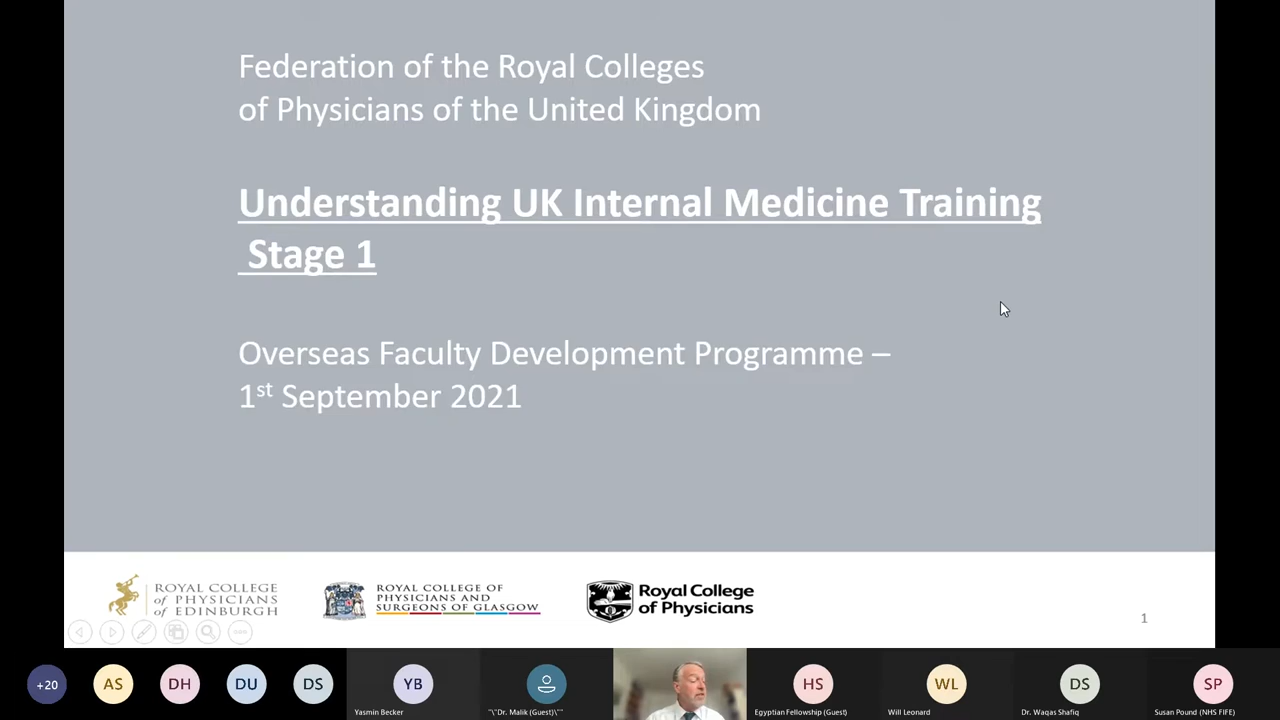 Federation of the Royal Colleges
of Physicians of the United Kingdom
Understanding UK Internal Medicine Training
Stage 1
Overseas Faculty Development Programme –
1st September 2021
ROYAL COLLEGE
of PHYSICIANS
of EDINBURGH
ROYAL COLLEGE OF
PHYSICIANS AND
SURGEONS OF GLASGOW
Royal College
of Physicians
1
+20
AS
DH
DU
DS
YB
HS
WL
DS
SP
Yasmin Becker
"\"Dr. Malik (Guest)\""
Egyptian Fellowship (Guest)
Will Leonard
Dr. Waqas Shafiq
Susan Pound (NHS FIFE)